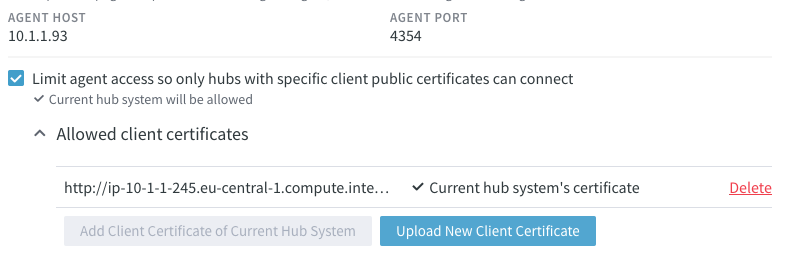 AGENT HOST AGENT PORT
10.1.1.93 4354
Limit agent access so only hubs with specific client public certificates can connect
Current hub system will be allowed
Allowed client certificates
http://ip-10-1-1-245.eu-central-1.compute.inte… Current hub system's certificate Delete
Add Client Certificate of Current Hub System Upload New Client Certificate